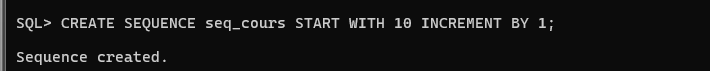 SQL> CREATE SEQUENCE seq_cours START WITH 10 INCREMENT BY 1;
Sequence created.